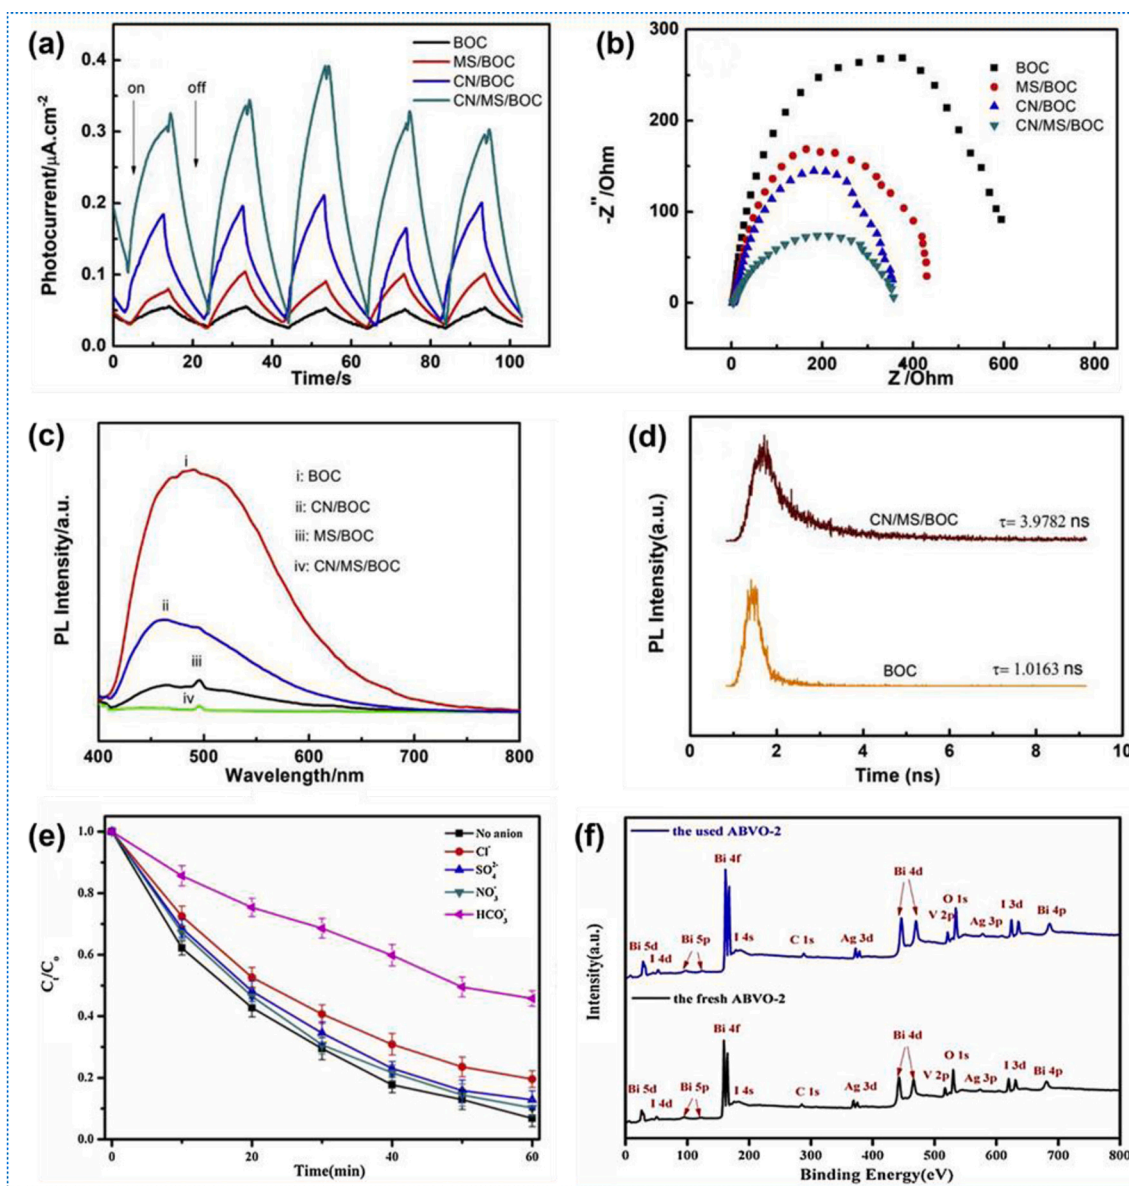 (a)
BOC
MS/BOC
CN/BOC
CN/MS/BOC
on
off
0.4
0.3
0.2
0.1
0.0
Photocurrent/μA.cm-2
0 20 40 60 80 100
Time/s
(b)
BOC
MS/BOC
CN/BOC
CN/MS/BOC
300
250
200
150
100
50
0
-Z''/Ohm
0 200 400 600 800
Z'/Ohm
(c)
i
i: BOC
ii: CN/BOC
iii: MS/BOC
iv: CN/MS/BOC
ii
iii
iv
PL Intensity/a.u.
400 500 600 700 800
Wavelength/nm
(d)
CN/MS/BOC τ= 3.9782 ns
BOC τ= 1.0163 ns
PL Intensity(a.u.)
0 2 4 6 8 10
Time (ns)
(e)
No anion
Cl-
SO4 2-
NO3 -
HCO3 -
1.0
0.8
0.6
0.4
0.2
0.0
Ct/Co
0 20 40 60
Time(min)
(f)
the used ABVO-2
Bi 4f
Bi 4d
O 1s
V 2p
I 3d
Bi 4p
Ag 3p
Bi 5d
I 4d
Bi 5p
I 4s
C 1s
Ag 3d
the fresh ABVO-2
Bi 4f
Bi 4d
O 1s
V 2p
I 3d
Bi 4p
Ag 3p
Bi 5d
I 4d
Bi 5p
I 4s
C 1s
Ag 3d
Intensity(a.u.)
0 100 200 300 400 500 600 700 800
Binding Energy(eV)